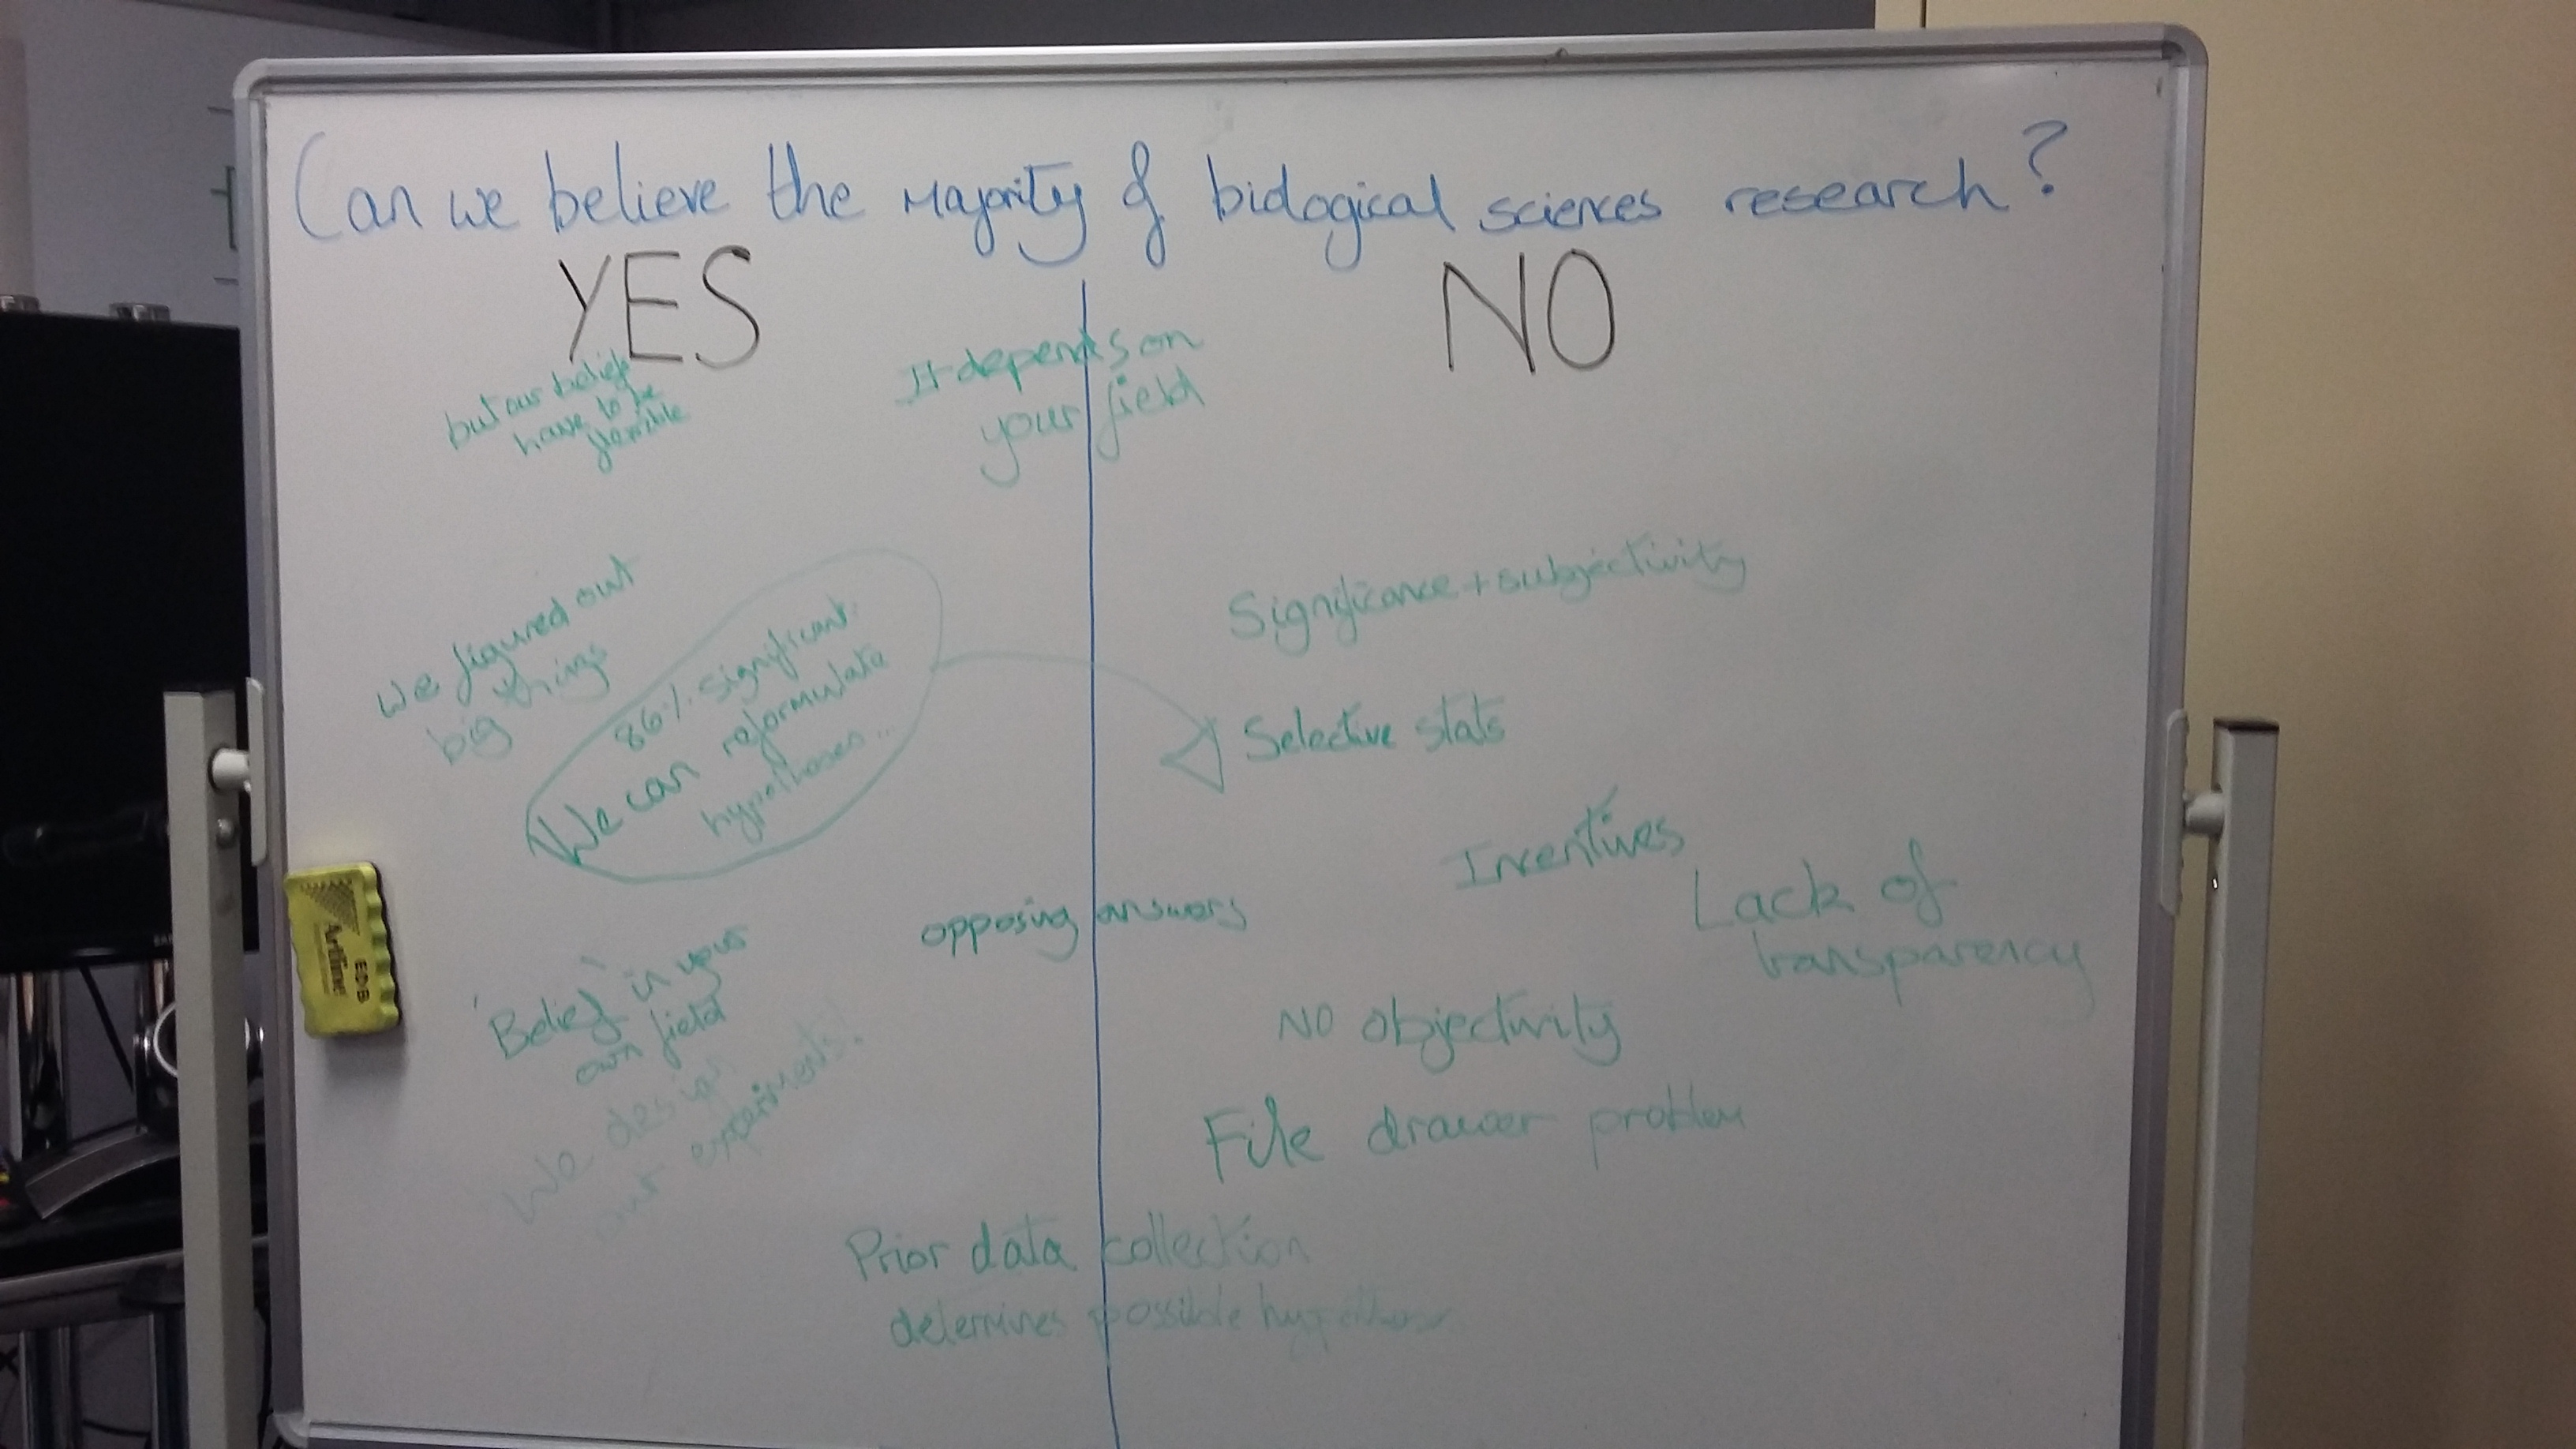 Can we believe the majority of biological sciences research?
YES
NO
but our beliefs
have to be
flexible
It depends on
your field
We figured out
big things
86% significant.
We can reformulate
hypotheses...
Significance + subjectivity
Selective stats
Incentives
Lack of
transparency
opposing answers
'Belief' in your
own field
We design
our experiments!
NO objectivity
File drawer problem
Prior data collection
determines possible hypotheses
Artline
EDB